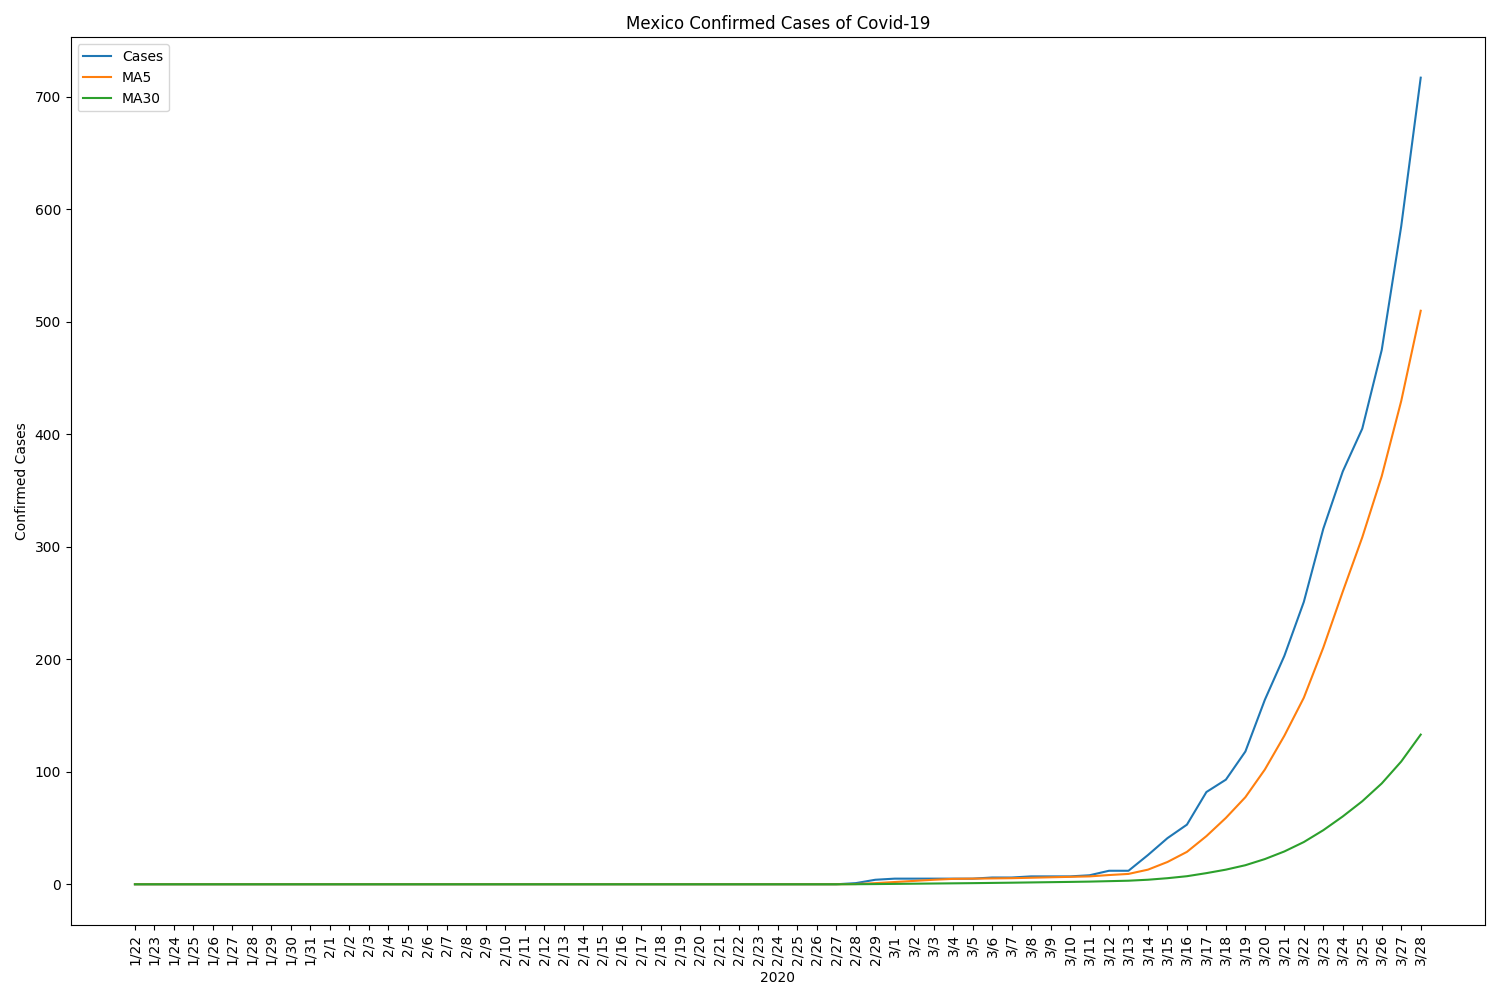 Mexico Confirmed Cases of Covid-19
Cases
MA5
MA30
700
600
500
400
300
200
100
0
Confirmed Cases
1/22 1/23 1/24 1/25 1/26 1/27 1/28 1/29 1/30 1/31 2/1 2/2 2/3 2/4 2/5 2/6 2/7 2/8 2/9 2/10 2/11 2/12 2/13 2/14 2/15 2/16 2/17 2/18 2/19 2/20 2/21 2/22 2/23 2/24 2/25 2/26 2/27 2/28 2/29 3/1 3/2 3/3 3/4 3/5 3/6 3/7 3/8 3/9 3/10 3/11 3/12 3/13 3/14 3/15 3/16 3/17 3/18 3/19 3/20 3/21 3/22 3/23 3/24 3/25 3/26 3/27 3/28
2020